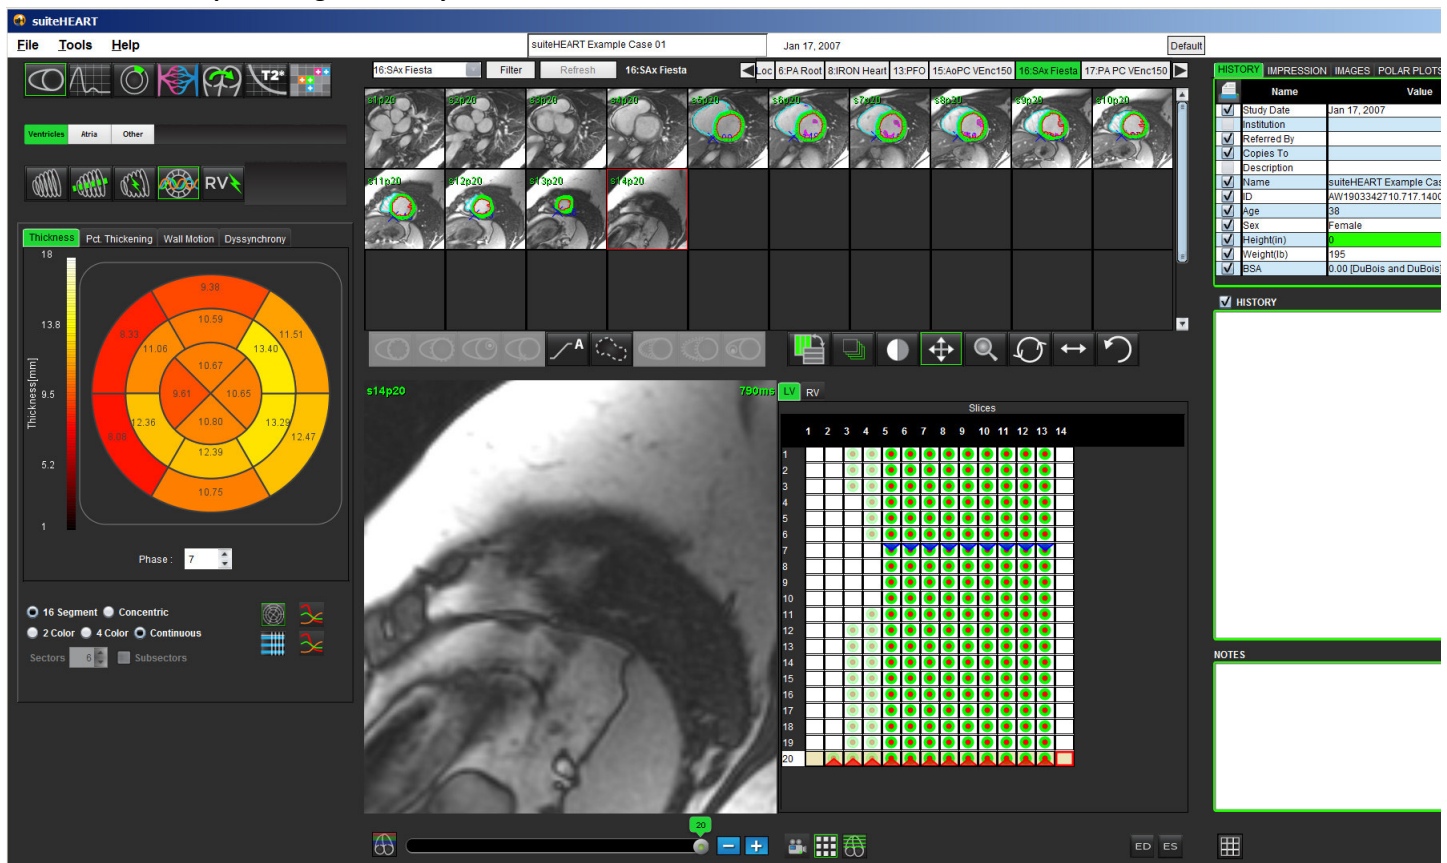 suiteHEART
File Tools Help
suiteHEART Example Case 01
Jan 17, 2007
Default
16:SAx Fiesta
Filter
Refresh
16:SAx Fiesta
Loc 6:PA Root 8:IRON Heart 13:PFO 15:AoPC VEnc150 16:SAx Fiesta 17:PA PC VEnc150
T2*
Ventricles Atria Other
RV
s1p20 s2p20 s3p20 s4p20 s5p20 s6p20 s7p20 s8p20 s9p20 s10p20
s11p20 s12p20 s13p20 s14p20
Thickness Pct. Thickening Wall Motion Dyssynchrony
18
13.8
9.5
5.2
1
Thickness[mm]
9.38
10.59
9.33
11.06
13.40
11.51
10.67
9.61
10.65
10.80
12.36
13.29
12.47
12.39
10.75
Phase : 7
16 Segment Concentric
2 Color 4 Color Continuous
Sectors 6 Subsectors
A
s14p20
790ms
LV RV
Slices
1 2 3 4 5 6 7 8 9 10 11 12 13 14
1
2
3
4
5
6
7
8
9
10
11
12
13
14
15
16
17
18
19
20
20
ED ES
HISTORY IMPRESSION IMAGES POLAR PLOTS
Name Value
Study Date Jan 17, 2007
Institution
Referred By
Copies To
Description
Name suiteHEART Example Cas
ID AW1903342710.717.1400
Age 38
Sex Female
Height(in) 0
Weight(lb) 195
BSA 0.00 [DuBois and DuBois]
HISTORY
NOTES